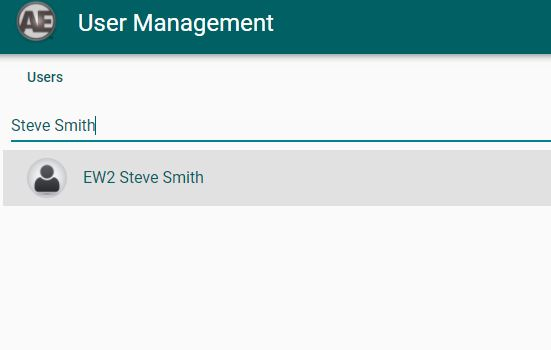 AE
User Management
Users
Steve Smith
EW2 Steve Smith